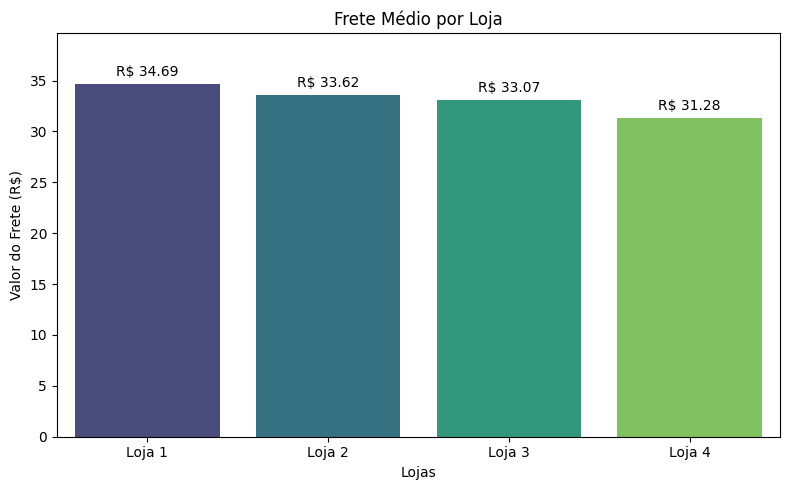 Frete Médio por Loja
R$ 34.69
R$ 33.62
R$ 33.07
R$ 31.28
Valor do Frete (R$)
35
30
25
20
15
10
5
0
Loja 1
Loja 2
Loja 3
Loja 4
Lojas